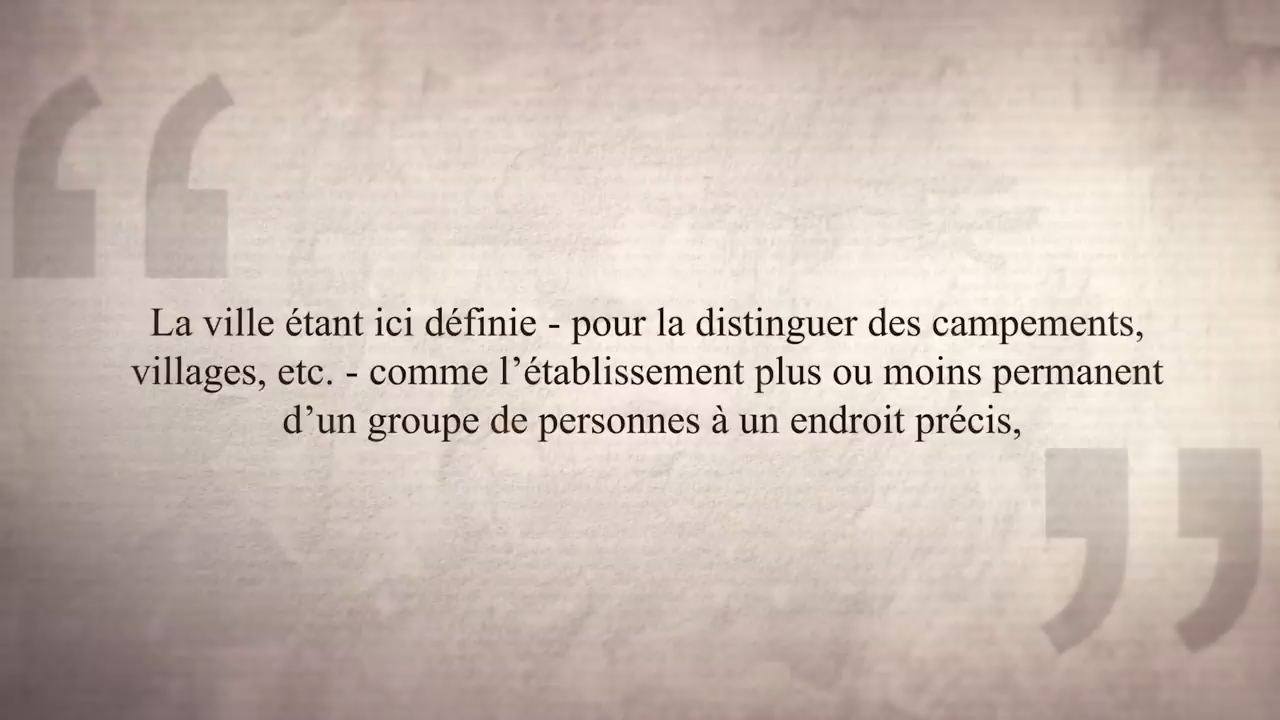 La ville étant ici définie - pour la distinguer des campements,
villages, etc. - comme l’établissement plus ou moins permanent
d’un groupe de personnes à un endroit précis,